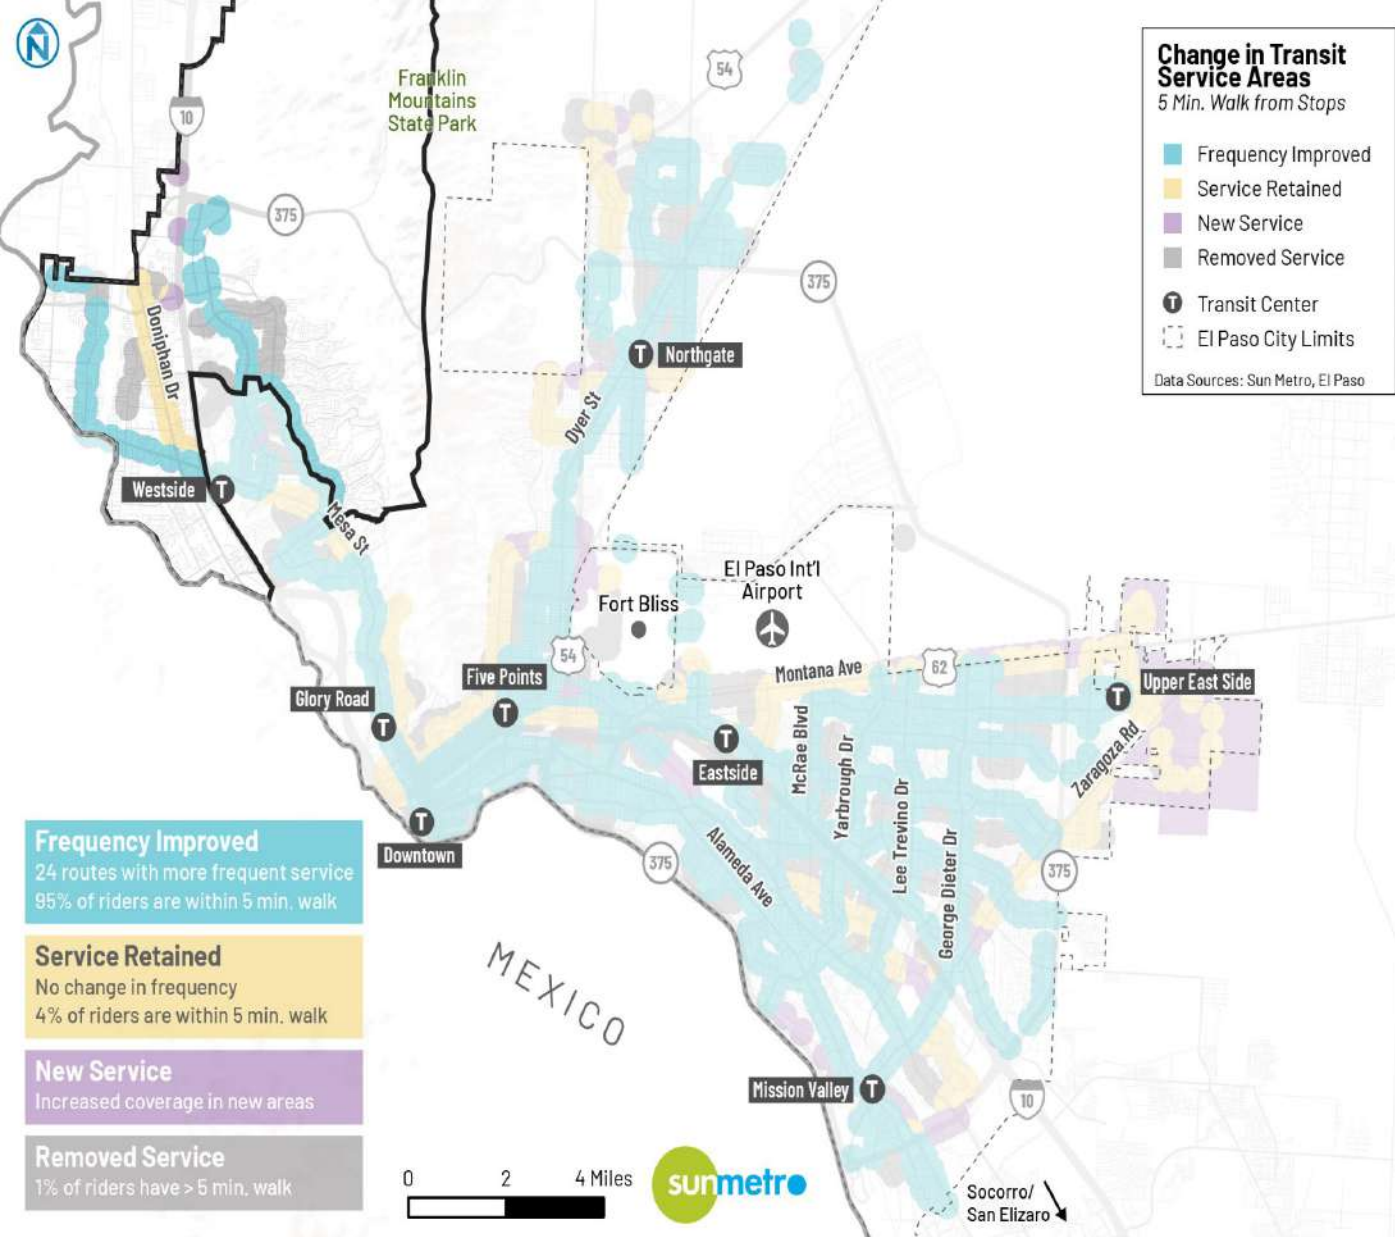 N
54
Franklin
Mountains
State Park
10
375
Change in Transit
Service Areas
5 Min. Walk from Stops
Frequency Improved
Service Retained
New Service
Removed Service
T Transit Center
El Paso City Limits
Data Sources: Sun Metro, El Paso
375
Doniphan Dr
T Northgate
Dyer St
Westside T
Mesa St
El Paso Int'l
Airport
Fort Bliss
54
Five Points
T
Montana Ave
62
Upper East Side
T
Glory Road
T
McRae Blvd
Yarbrough Dr
Lee Trevino Dr
George Dieter Dr
Zaragoza Rd
T
Eastside
T
Downtown
375
Alameda Ave
375
Frequency Improved
24 routes with more frequent service
95% of riders are within 5 min. walk
Service Retained
No change in frequency
4% of riders are within 5 min. walk
New Service
Increased coverage in new areas
Removed Service
1% of riders have > 5 min. walk
MEXICO
Mission Valley T
10
0 2 4 Miles
sunmetro
Socorro/
San Elizaro